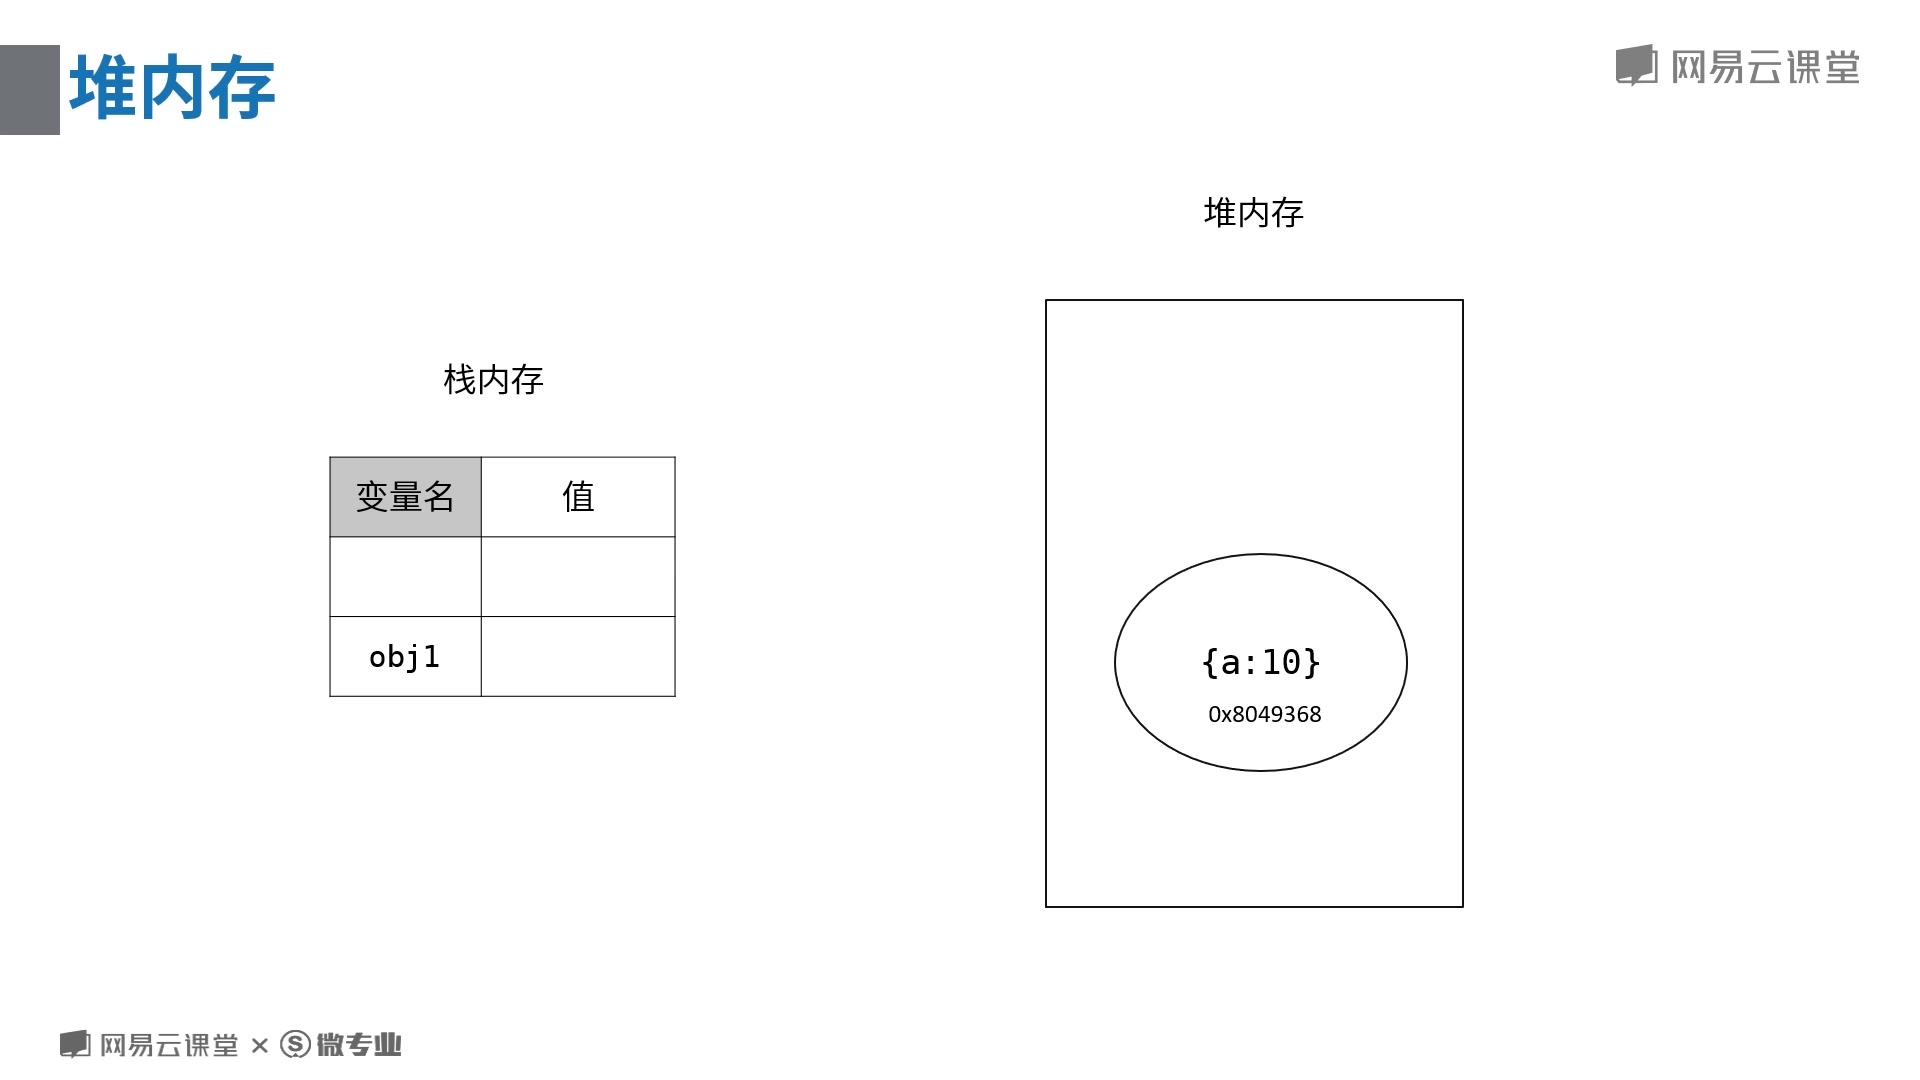 堆内存
网易云课堂
堆内存
栈内存
变量名 值
obj1
{a:10}
0x8049368
网易云课堂 × S 微专业